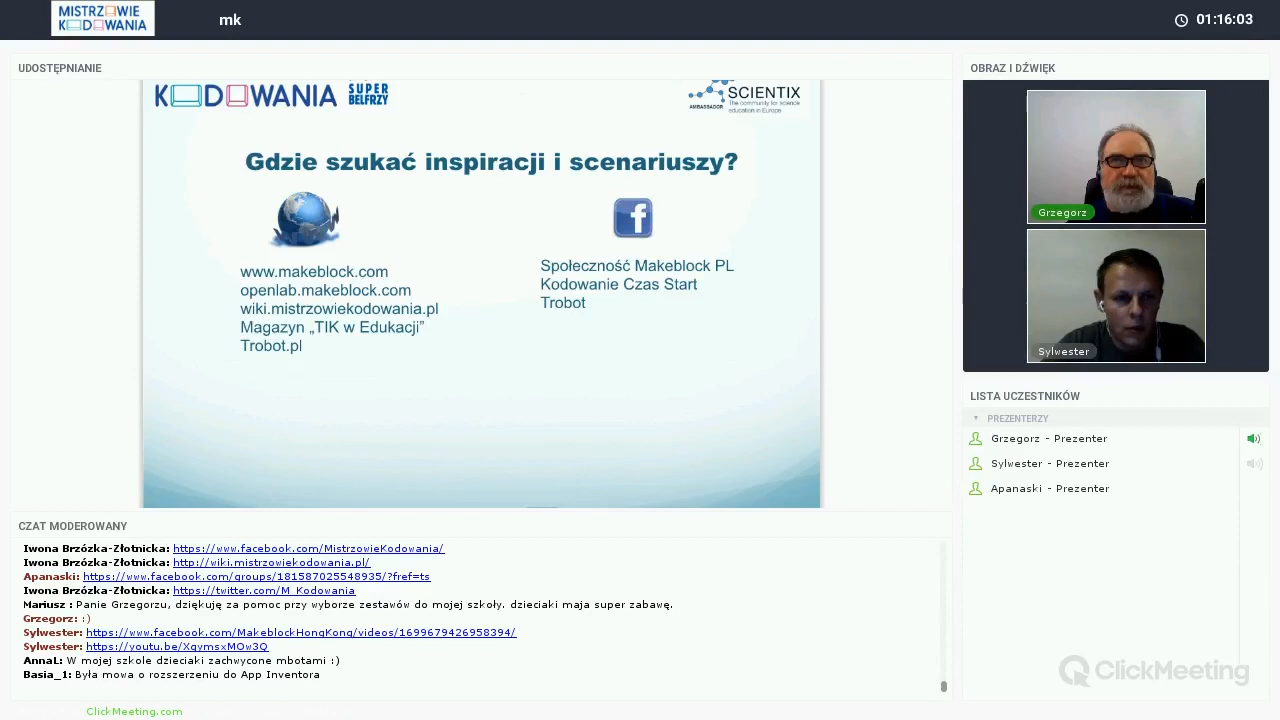 MISTRZOWIE
KODOWANIA
mk
01:16:03
UDOSTĘPNIANIE
OBRAZ I DŹWIĘK
KODOWANIA
SUPER
BELFRZY
SCIENTIX
AMBASSADOR
The community for science
education in Europe
Gdzie szukać inspiracji i scenariuszy?
www.makeblock.com
openlab.makeblock.com
wiki.mistrzowiekodowania.pl
Magazyn „TIK w Edukacji”
Trobot.pl
Społeczność Makeblock PL
Kodowanie Czas Start
Trobot
Grzegorz
Sylwester
LISTA UCZESTNIKÓW
PREZENTERZY
Grzegorz - Prezenter
Sylwester - Prezenter
Apanaski - Prezenter
CZAT MODEROWANY
Iwona Brzózka-Złotnicka: https://www.facebook.com/MistrzowieKodowania/
Iwona Brzózka-Złotnicka: http://wiki.mistrzowiekodowania.pl/
Apanaski: https://www.facebook.com/groups/181587025548935/?fref=ts
Iwona Brzózka-Złotnicka: https://twitter.com/M_Kodowania
Mariusz : Panie Grzegorzu, dziękuję za pomoc przy wyborze zestawów do mojej szkoły. dzieciaki maja super zabawę.
Grzegorz: :)
Sylwester: https://www.facebook.com/MakeblockHongKong/videos/1699679426958394/
Sylwester: https://youtu.be/XqymsxMOw3Q
AnnaL: W mojej szkole dzieciaki zachwycone mbotami :)
Basia_1: Była mowa o rozszerzeniu do App Inventora
ClickMeeting
ClickMeeting.com